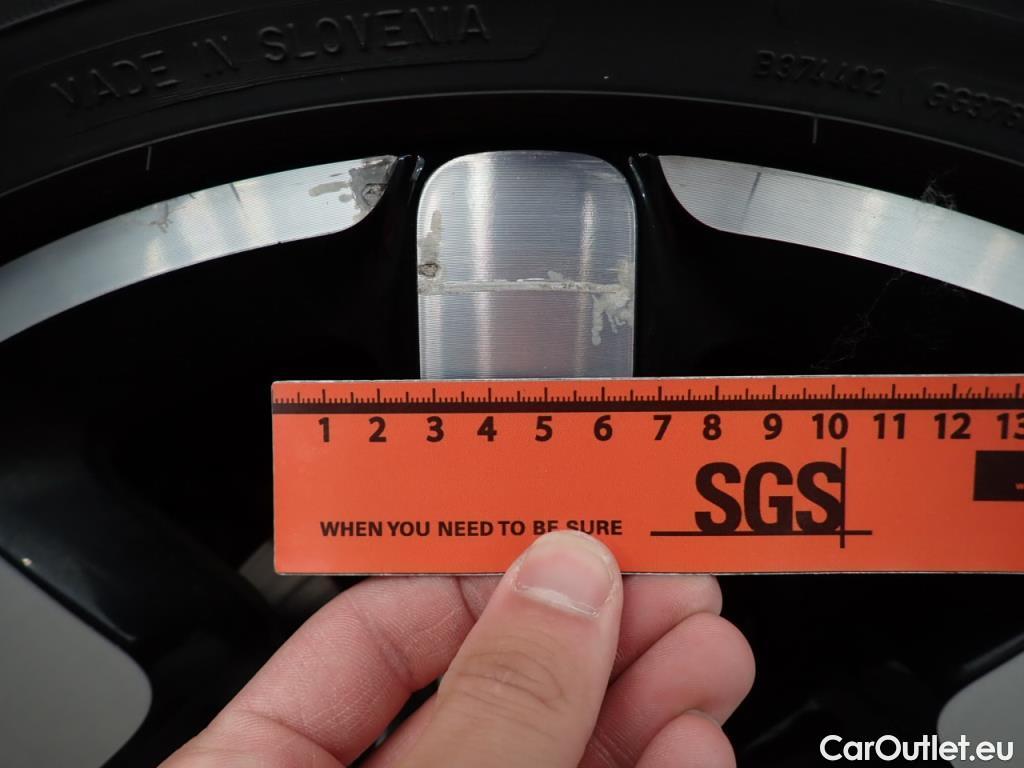 MADE IN SLOVENIA
B374402
1 2 3 4 5 6 7 8 9 10 11 12 13
SGS
WHEN YOU NEED TO BE SURE
CarOutlet.eu